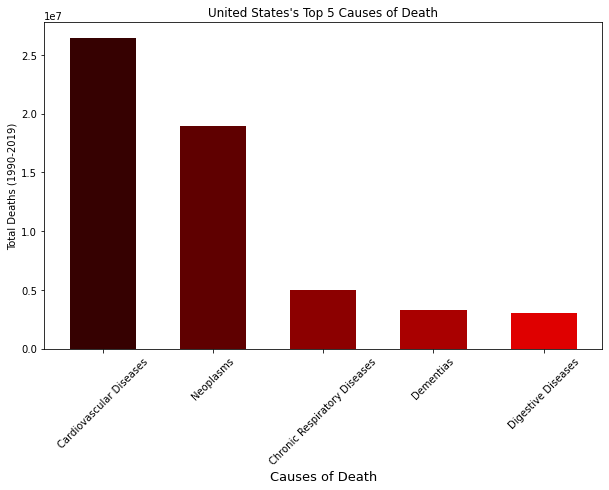 United States's Top 5 Causes of Death
1e7
Total Deaths (1990-2019)
2.5
2.0
1.5
1.0
0.5
0.0
Cardiovascular Diseases
Neoplasms
Chronic Respiratory Diseases
Dementias
Digestive Diseases
Causes of Death